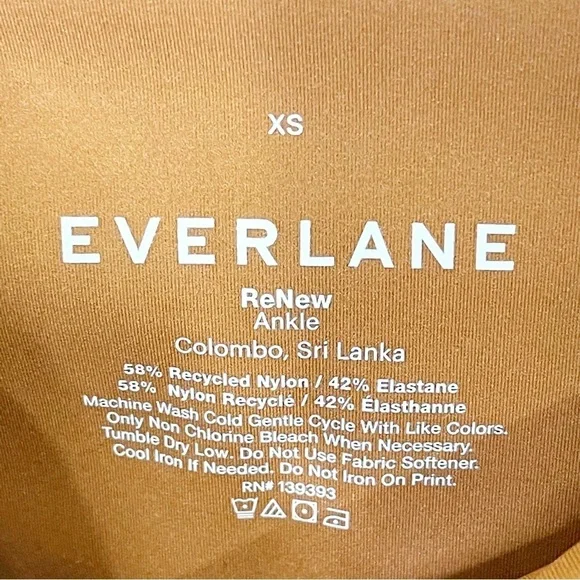 XS
EVERLANE
ReNew
Ankle
Colombo, Sri Lanka
58% Recycled Nylon / 42% Elastane
58% Nylon Recyclé / 42% Élasthanne
Machine Wash Cold Gentle Cycle With Like Colors.
Only Non Chlorine Bleach When Necessary.
Tumble Dry Low. Do Not Use Fabric Softener.
Cool Iron If Needed. Do Not Iron On Print.
RN# 139393